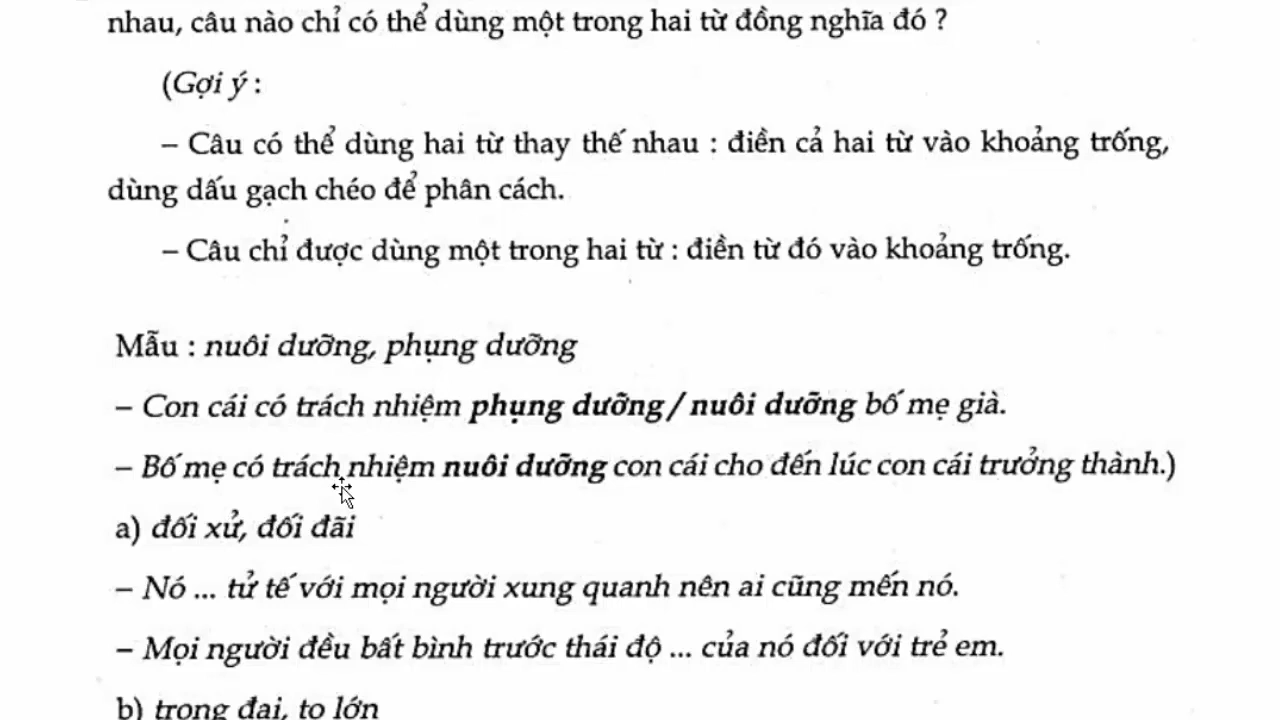 nhau, câu nào chỉ có thể dùng một trong hai từ đồng nghĩa đó ?
(Gợi ý :
– Câu có thể dùng hai từ thay thế nhau : điền cả hai từ vào khoảng trống,
dùng dấu gạch chéo để phân cách.
– Câu chỉ được dùng một trong hai từ : điền từ đó vào khoảng trống.
Mẫu : nuôi dưỡng, phụng dưỡng
– Con cái có trách nhiệm phụng dưỡng/ nuôi dưỡng bố mẹ già.
– Bố mẹ có trách nhiệm nuôi dưỡng con cái cho đến lúc con cái trưởng thành.)
a) đối xử, đối đãi
– Nó ... tử tế với mọi người xung quanh nên ai cũng mến nó.
– Mọi người đều bất bình trước thái độ ... của nó đối với trẻ em.
b) trọng đại, to lớn